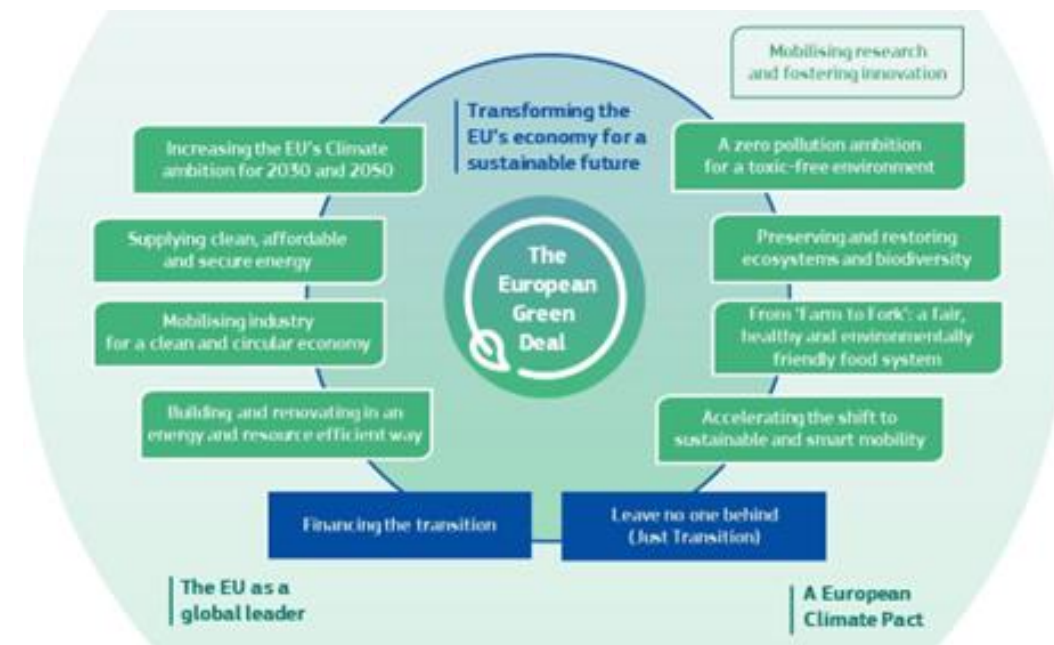 Mobilising research
and fostering innovation
Transforming the
EU's economy for a
sustainable future
Increasing the EU's Climate
ambition for 2030 and 2050
A zero pollution ambition
for a toxic-free environment
Supplying clean, affordable
and secure energy
Preserving and restoring
ecosystems and biodiversity
The
European
Green
Deal
Mobilising industry
for a clean and circular economy
From 'Farm to Fork': a fair,
healthy and environmentally
friendly food system
Building and renovating in an
energy and resource efficient way
Accelerating the shift to
sustainable and smart mobility
Financing the transition
Leave no one behind
(Just Transition)
The EU as a
global leader
A European
Climate Pact